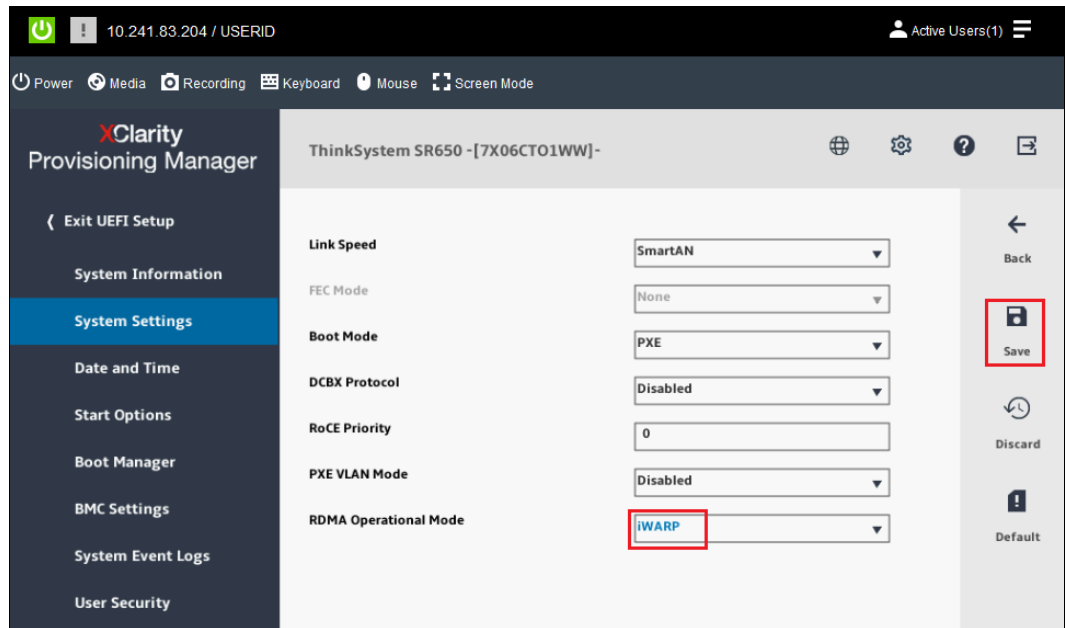 10.241.83.204 / USERID
Active Users(1)
Power Media Recording Keyboard Mouse Screen Mode
XClarity
Provisioning Manager
ThinkSystem SR650 -[7X06CTO1WW]-
Exit UEFI Setup
System Information
System Settings
Date and Time
Start Options
Boot Manager
BMC Settings
System Event Logs
User Security
Link Speed SmartAN
FEC Mode None
Boot Mode PXE
DCBX Protocol Disabled
RoCE Priority 0
PXE VLAN Mode Disabled
RDMA Operational Mode iWARP
Back
Save
Discard
Default